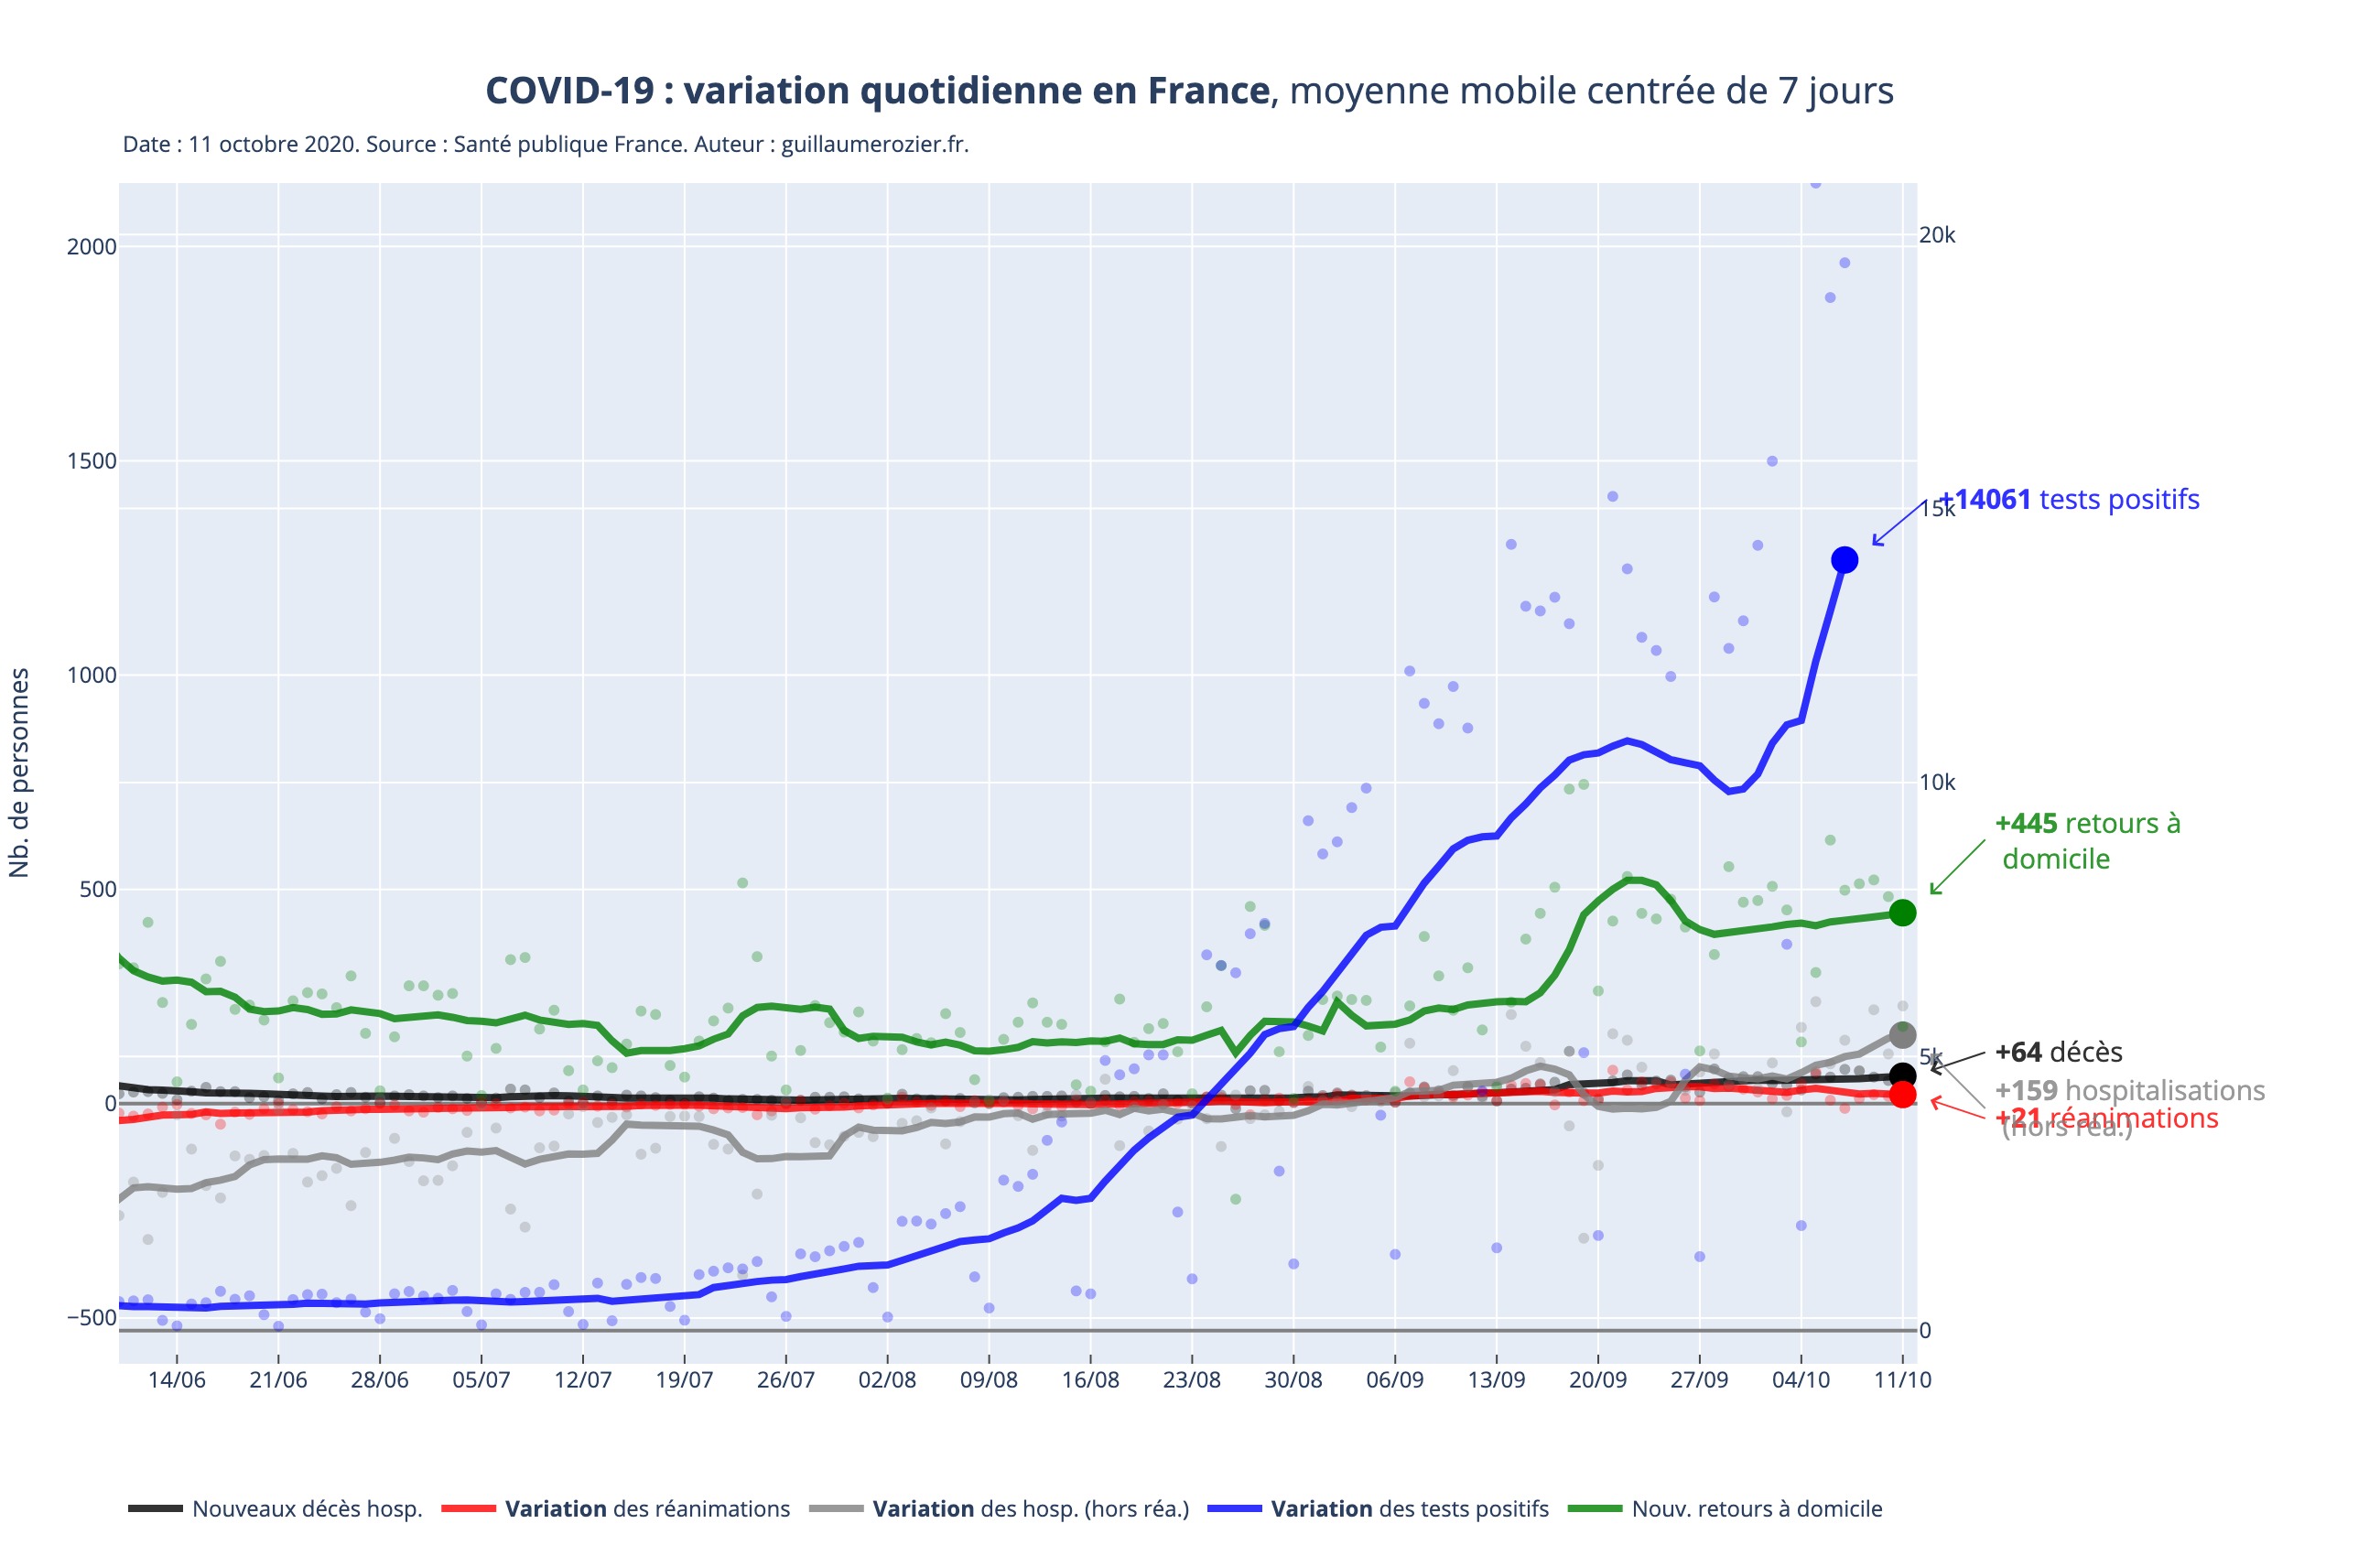 COVID-19 : variation quotidienne en France, moyenne mobile centrée de 7 jours
Date : 11 octobre 2020. Source : Santé publique France. Auteur : guillaumerozier.fr.
Nb. de personnes
2000
1500
1000
500
0
−500
20k
15k
10k
5k
0
+14061 tests positifs
+445 retours à
domicile
+64 décès
+159 hospitalisations
(hors réa.)
+21 réanimations
14/06
21/06
28/06
05/07
12/07
19/07
26/07
02/08
09/08
16/08
23/08
30/08
06/09
13/09
20/09
27/09
04/10
11/10
Nouveaux décès hosp.
Variation des réanimations
Variation des hosp. (hors réa.)
Variation des tests positifs
Nouv. retours à domicile